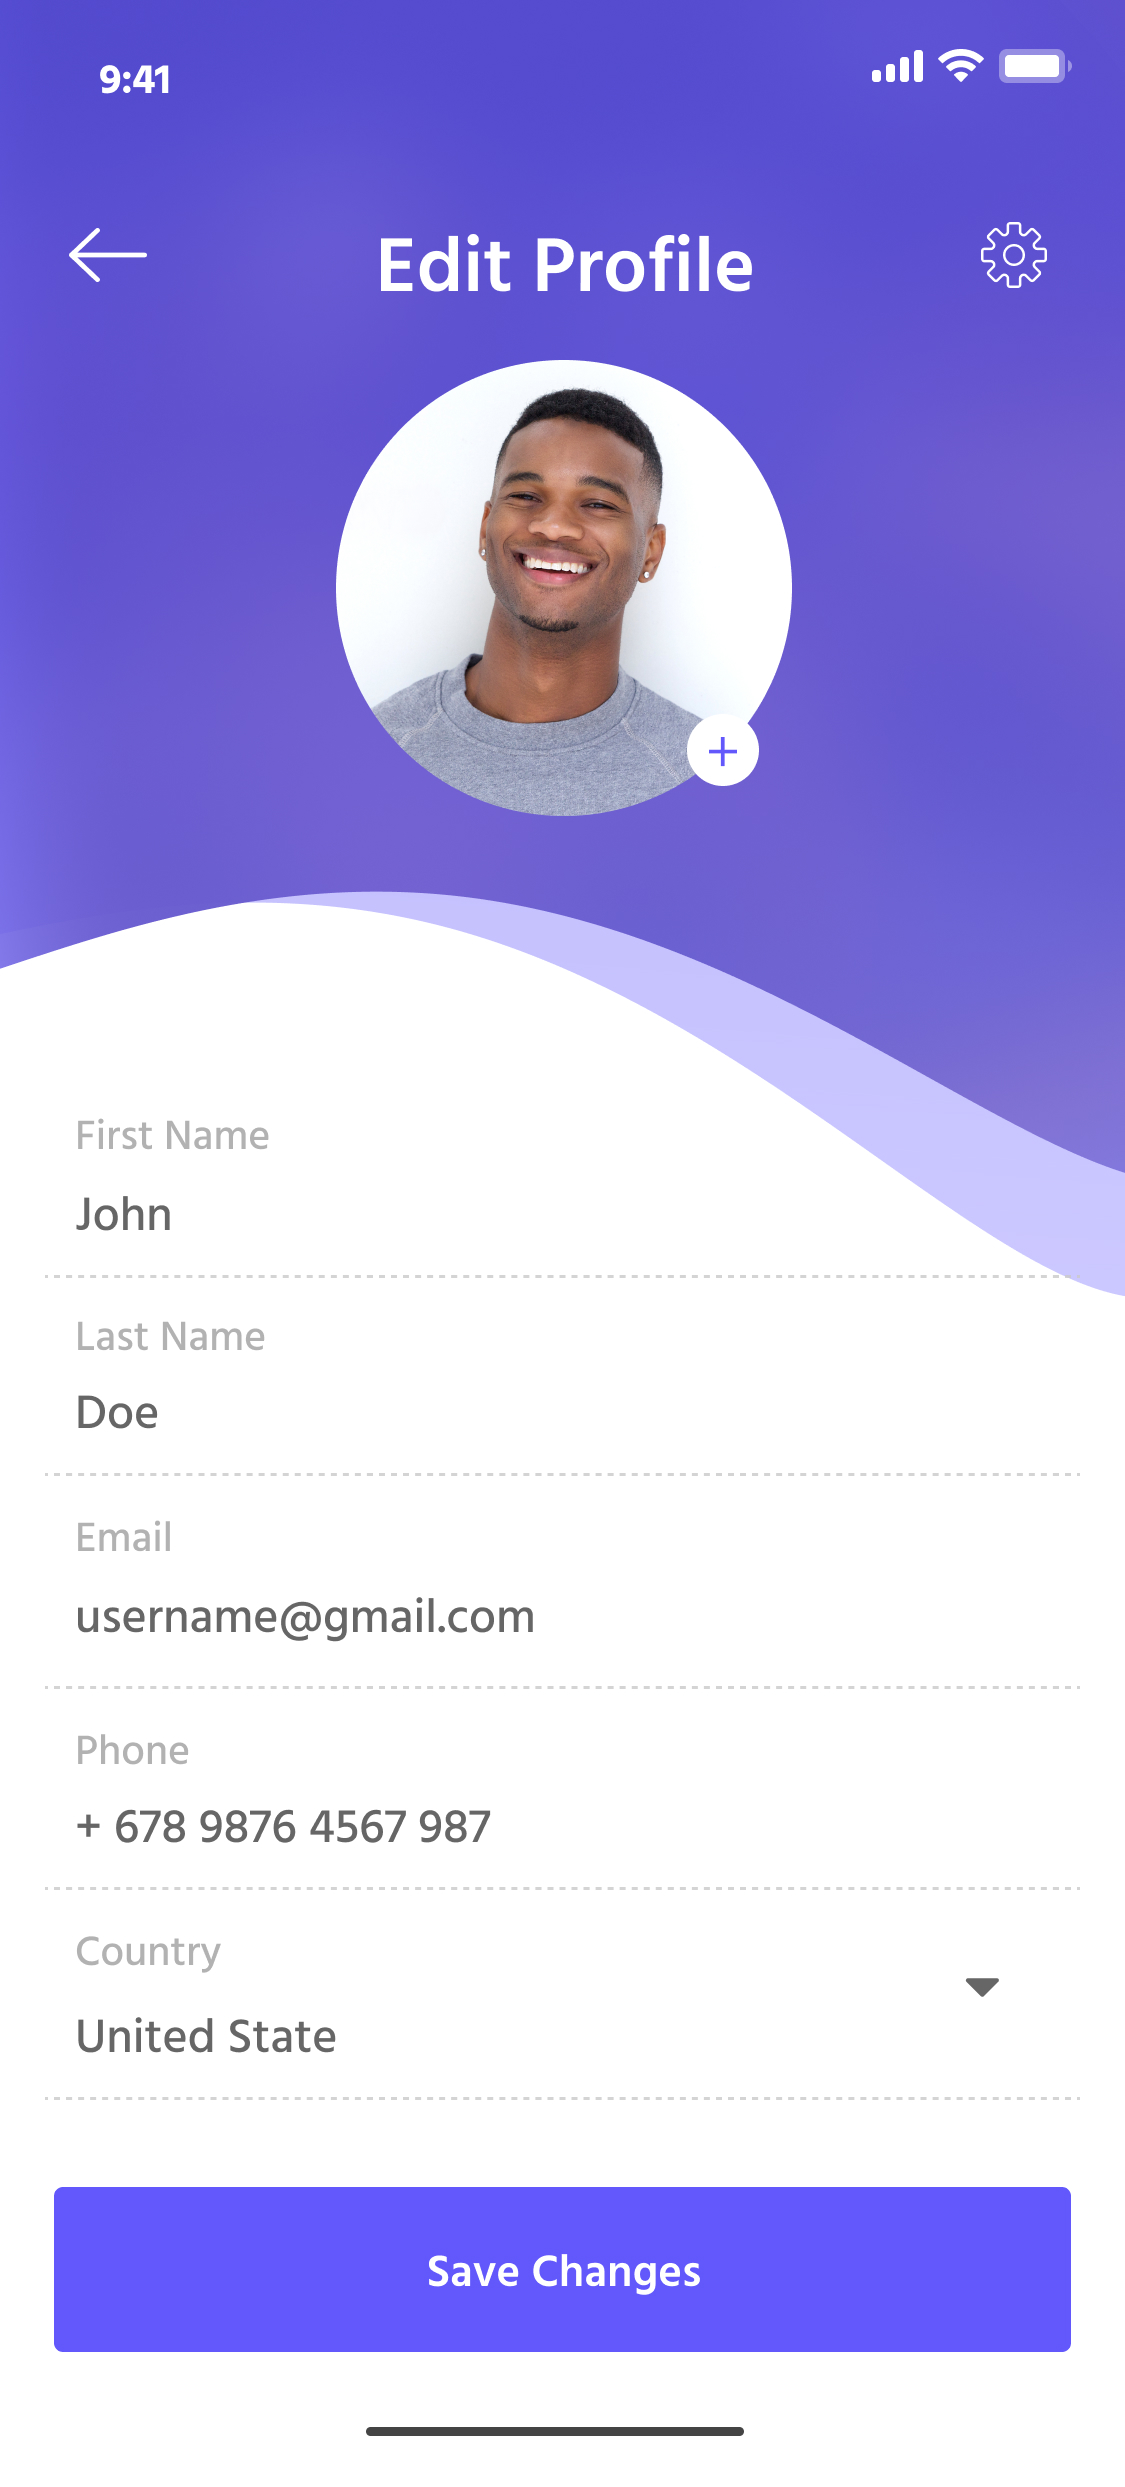 9:41
Edit Profile
+
First Name
John
Last Name
Doe
Email
username@gmail.com
Phone
+ 678 9876 4567 987
Country
United State
Save Changes